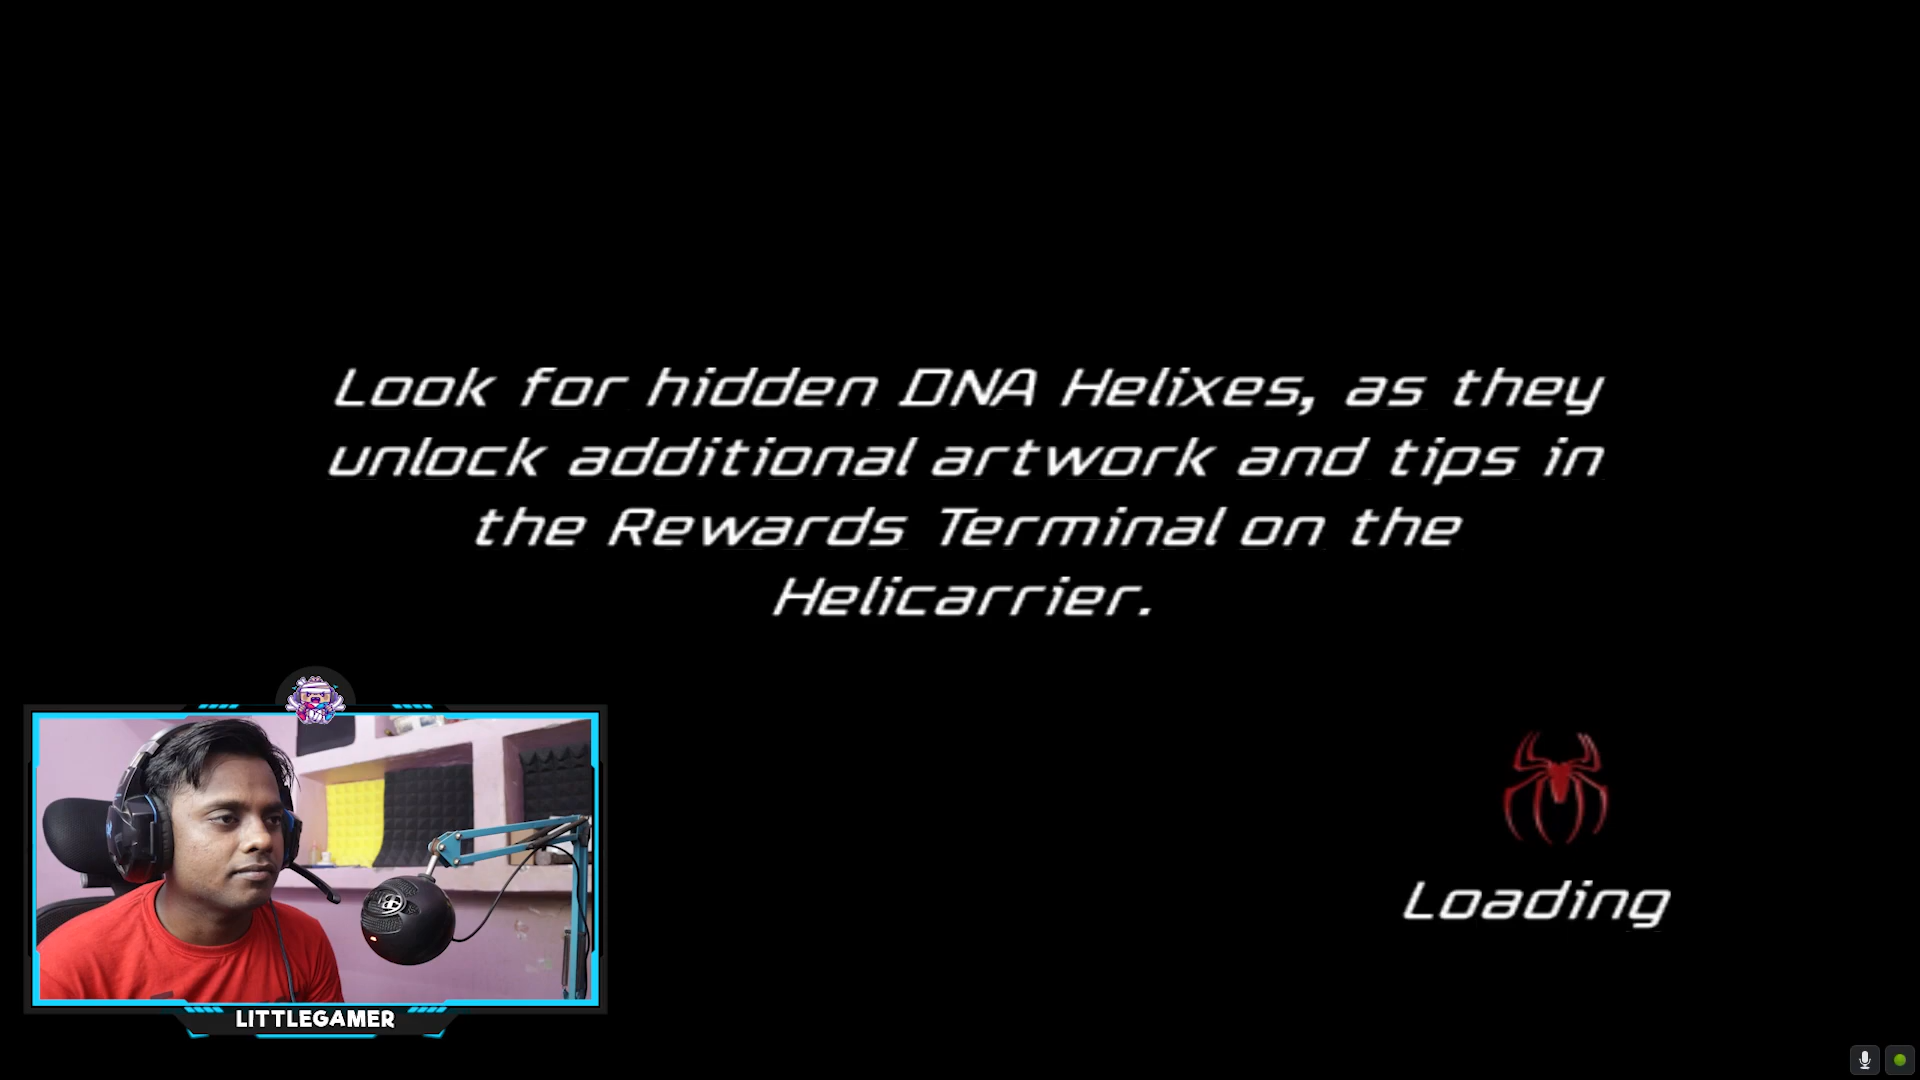 Look for hidden DNA Helixes, as they
unlock additional artwork and tips in
the Rewards Terminal on the
Helicarrier.
Loading
LITTLEGAMER